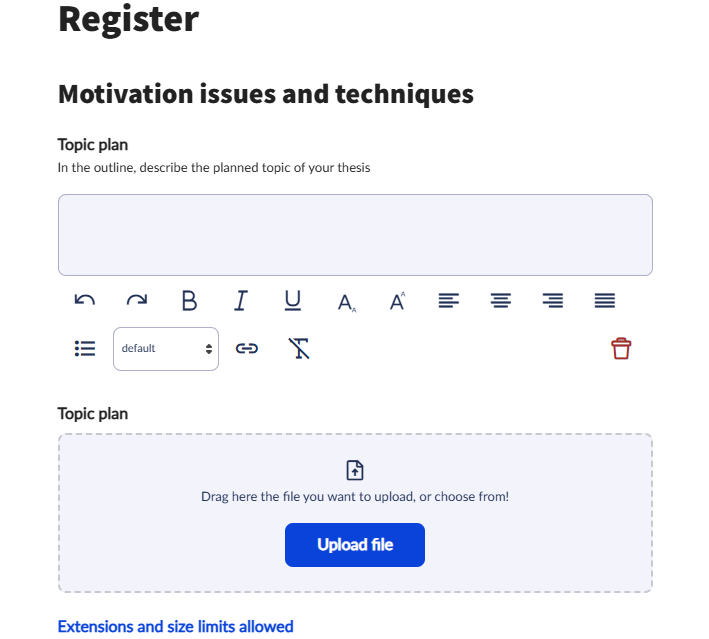 Register
Motivation issues and techniques
Topic plan
In the outline, describe the planned topic of your thesis
B I U A A A A
default
Topic plan
Drag here the file you want to upload, or choose from!
Upload file
Extensions and size limits allowed